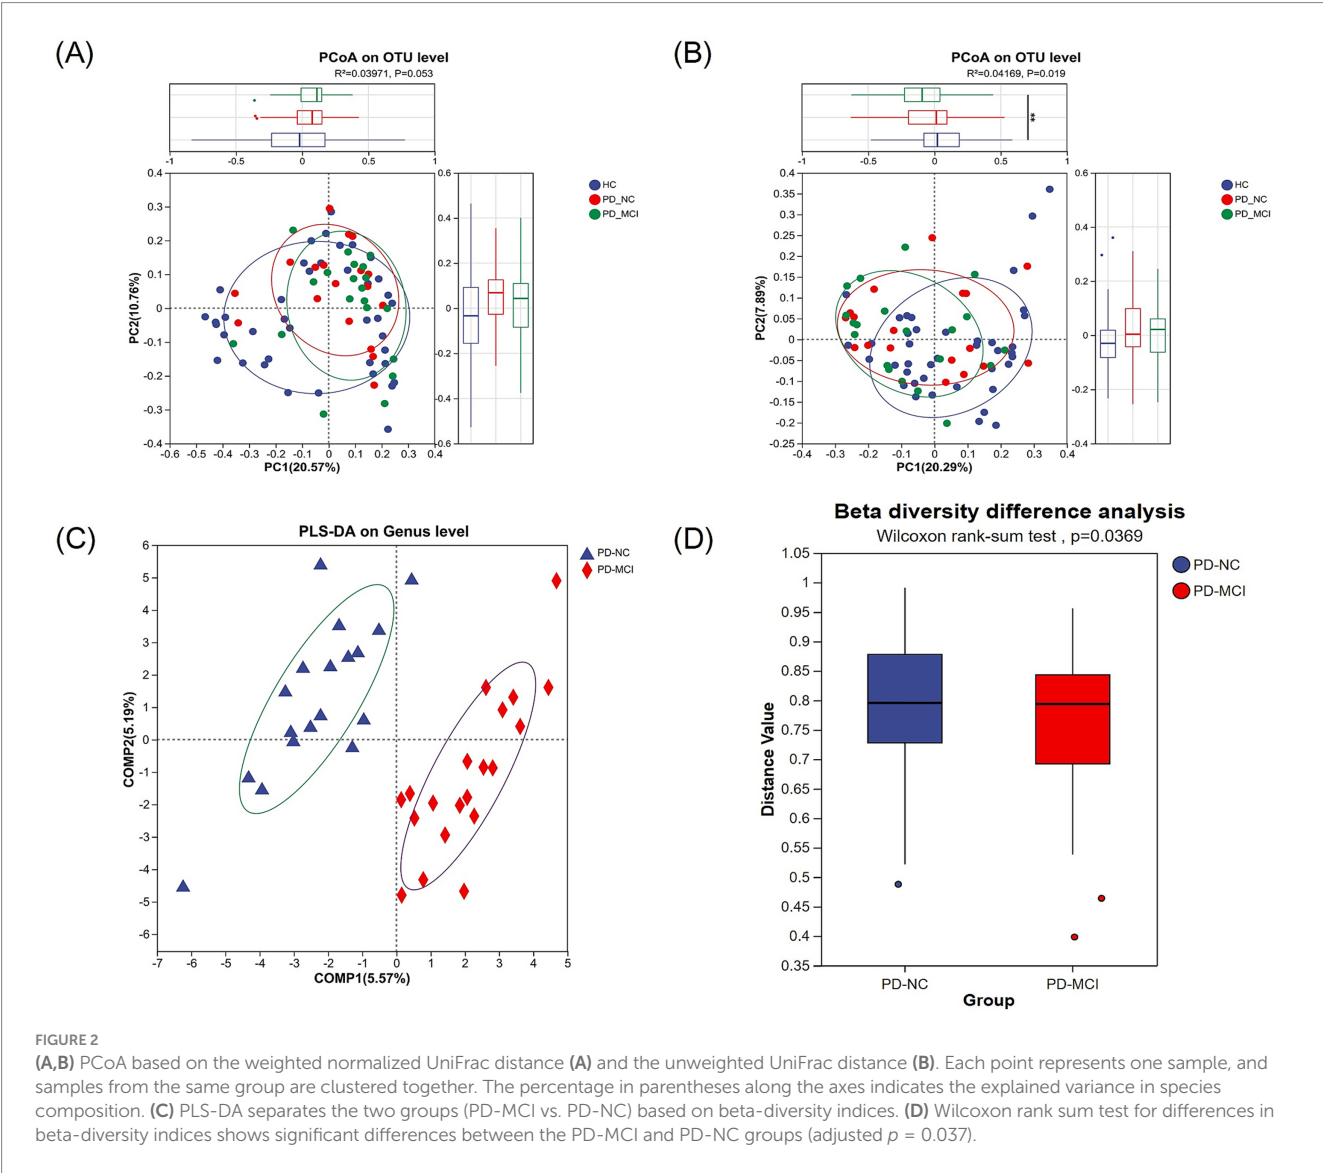 (A)
PCoA on OTU level
R²=0.03971, P=0.053
-1 -0.5 0 0.5 1
0.4
0.3
0.2
0.1
0
-0.1
-0.2
-0.3
-0.4
PC2(10.76%)
-0.6 -0.5 -0.4 -0.3 -0.2 -0.1 0 0.1 0.2 0.3 0.4
PC1(20.57%)
0.6
0.4
0.2
0
-0.2
-0.4
-0.6
HC
PD_NC
PD_MCI
(B)
PCoA on OTU level
R²=0.04169, P=0.019
**
-1 -0.5 0 0.5 1
0.4
0.35
0.3
0.25
0.2
0.15
0.1
0.05
0
-0.05
-0.1
-0.15
-0.2
-0.25
PC2(7.89%)
-0.4 -0.3 -0.2 -0.1 0 0.1 0.2 0.3 0.4
PC1(20.29%)
0.6
0.4
0.2
0
-0.2
-0.4
HC
PD_NC
PD_MCI
(C)
PLS-DA on Genus level
6
5
4
3
2
1
0
-1
-2
-3
-4
-5
-6
COMP2(5.19%)
-7 -6 -5 -4 -3 -2 -1 0 1 2 3 4 5
COMP1(5.57%)
PD-NC
PD-MCI
(D)
Beta diversity difference analysis
Wilcoxon rank-sum test , p=0.0369
1.05
1
0.95
0.9
0.85
0.8
0.75
0.7
0.65
0.6
0.55
0.5
0.45
0.4
0.35
Distance Value
PD-NC PD-MCI
Group
PD-NC
PD-MCI
FIGURE 2
(A,B) PCoA based on the weighted normalized UniFrac distance (A) and the unweighted UniFrac distance (B). Each point represents one sample, and
samples from the same group are clustered together. The percentage in parentheses along the axes indicates the explained variance in species
composition. (C) PLS-DA separates the two groups (PD-MCI vs. PD-NC) based on beta-diversity indices. (D) Wilcoxon rank sum test for differences in
beta-diversity indices shows significant differences between the PD-MCI and PD-NC groups (adjusted p = 0.037).